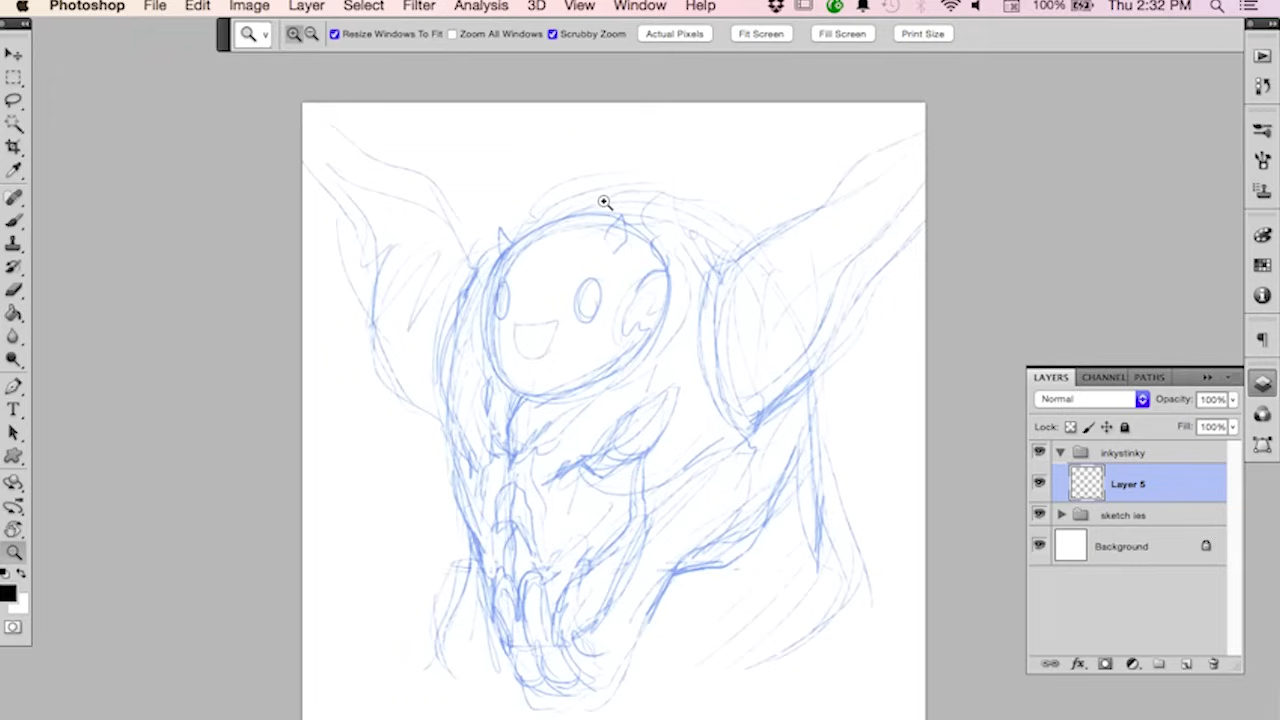 Photoshop File Edit Image Layer Select Filter Analysis 3D View Window Help 100% Thu 2:32 PM
Resize Windows To Fit Zoom All Windows Scrubby Zoom Actual Pixels Fit Screen Fill Screen Print Size
LAYERS CHANNEL PATHS
Normal Opacity: 100%
Lock: Fill: 100%
inkystinky
Layer 5
sketch ies
Background